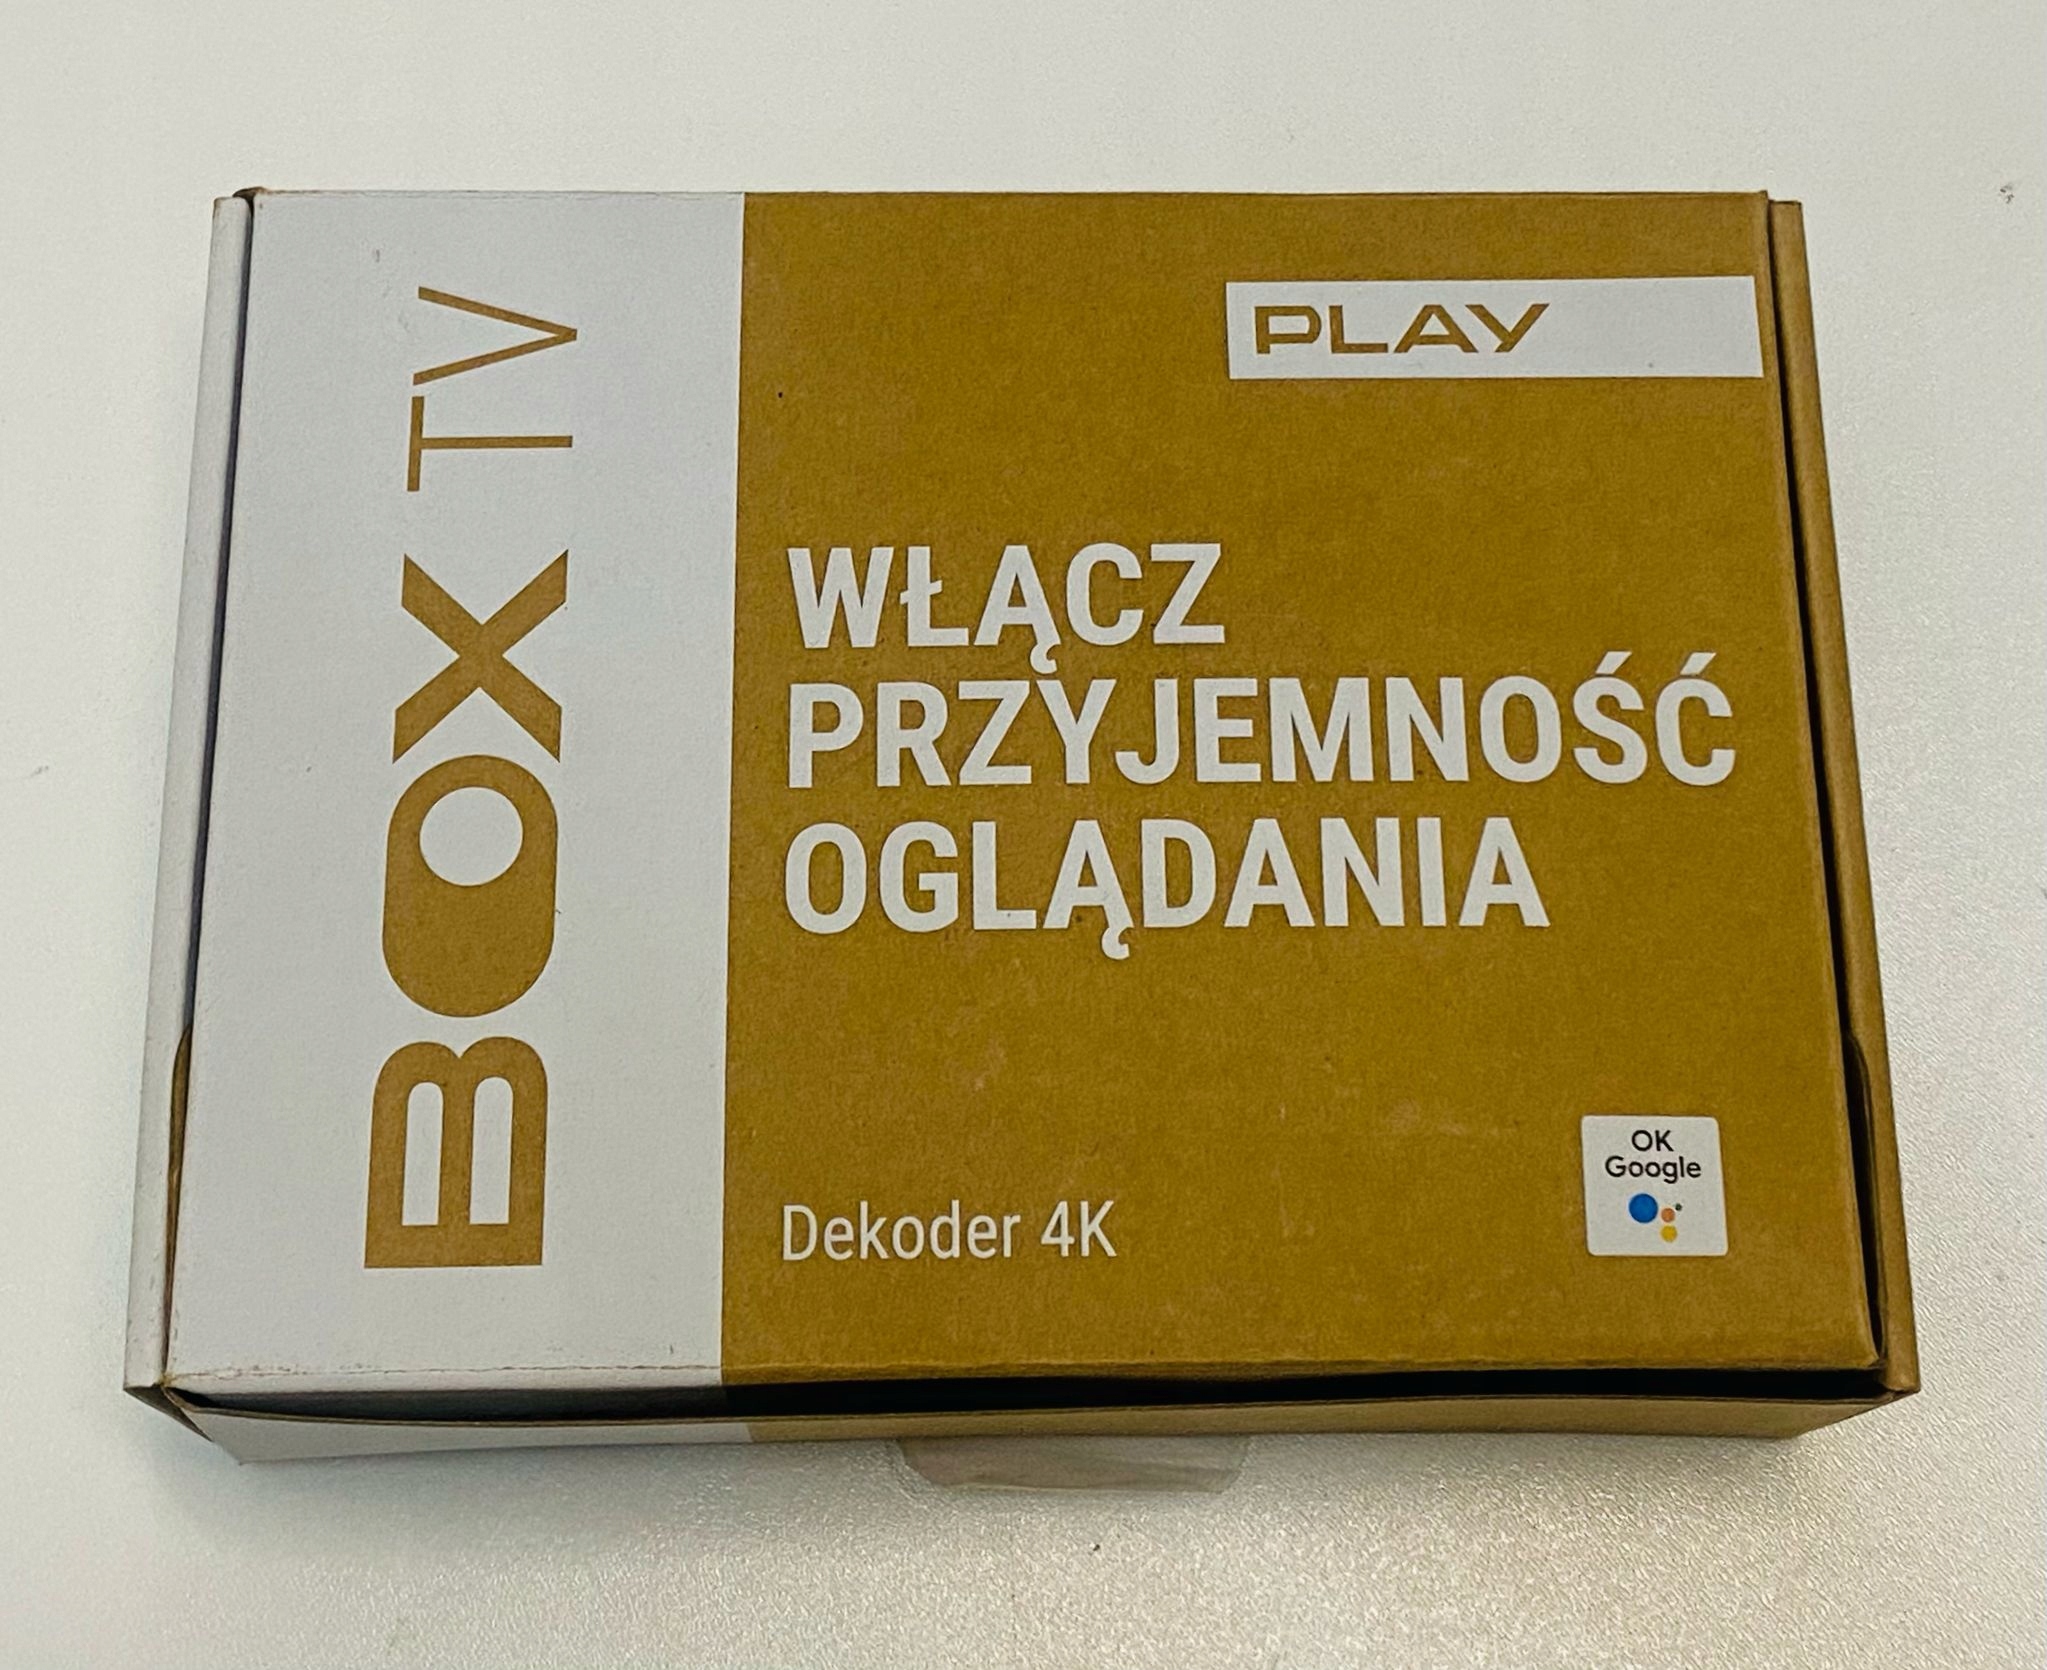 BOX TV
PLAY
WŁĄCZ
PRZYJEMNOŚĆ
OGLĄDANIA
Dekoder 4K
OK
Google